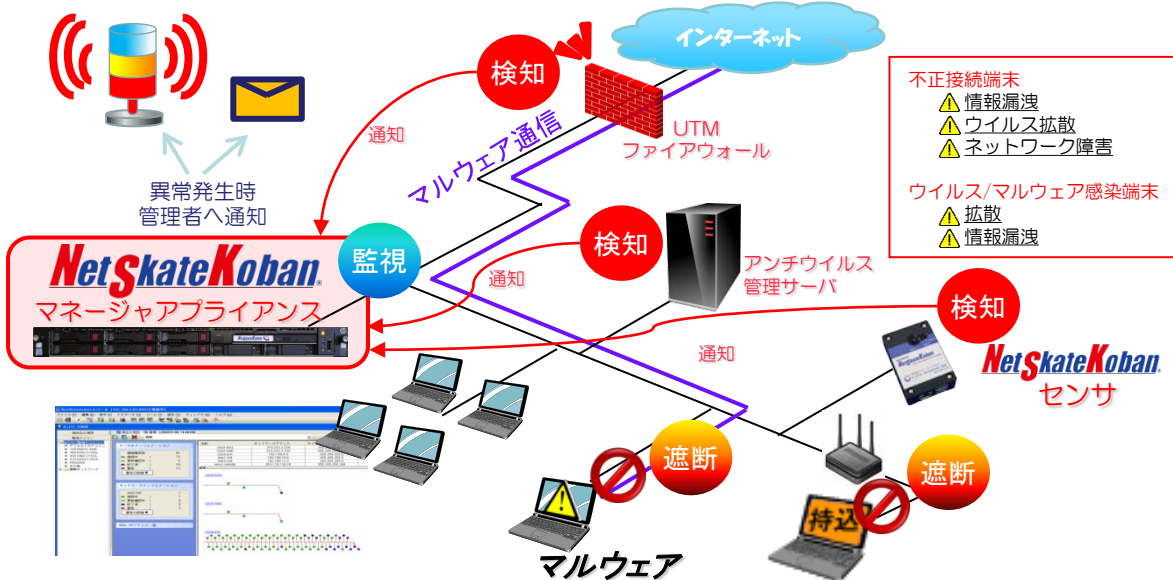 インターネット
検知
不正接続端末
情報漏洩
ウイルス拡散
ネットワーク障害
ウイルス/マルウェア感染端末
拡散
情報漏洩
通知
UTM
ファイアウォール
マルウェア通信
異常発生時
管理者へ通知
NetSkateKoban.
マネージャアプライアンス
監視
検知
通知
アンチウイルス
管理サーバ
検知
通知
NetSkateKoban.
センサ
遮断
遮断
持込
マルウェア